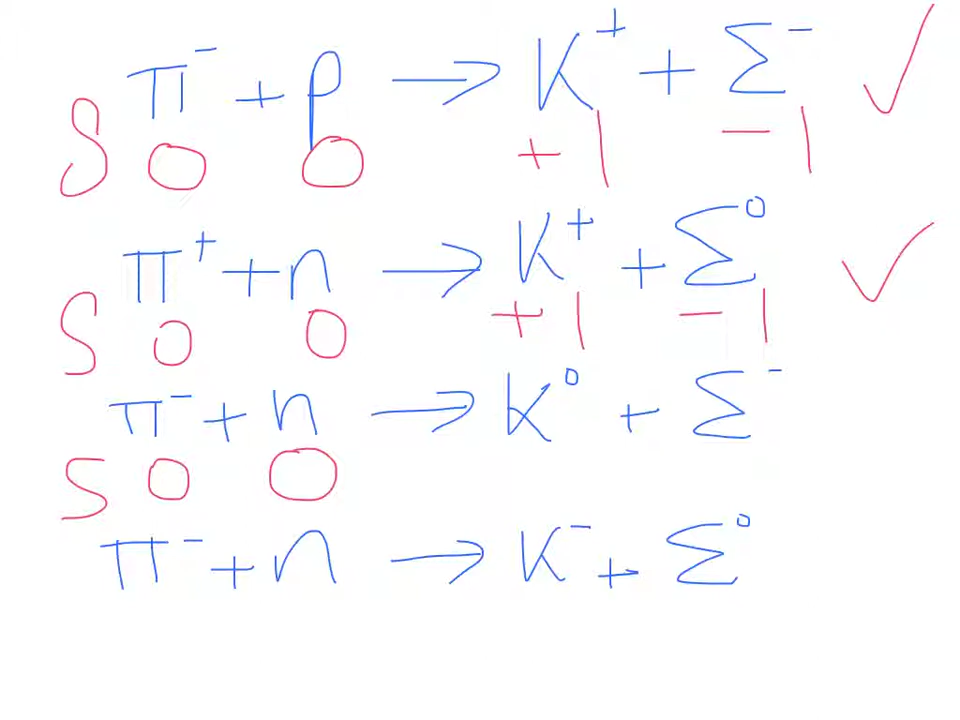 π⁻ + p → K⁺ + Σ⁻ ✓
S 0 0 +1 −1
π⁺ + n → K⁺ + Σ⁰ ✓
S 0 0 +1 −1
π⁻ + n → K⁰ + Σ⁻
S 0 0
π⁻ + n → K⁻ + Σ⁰